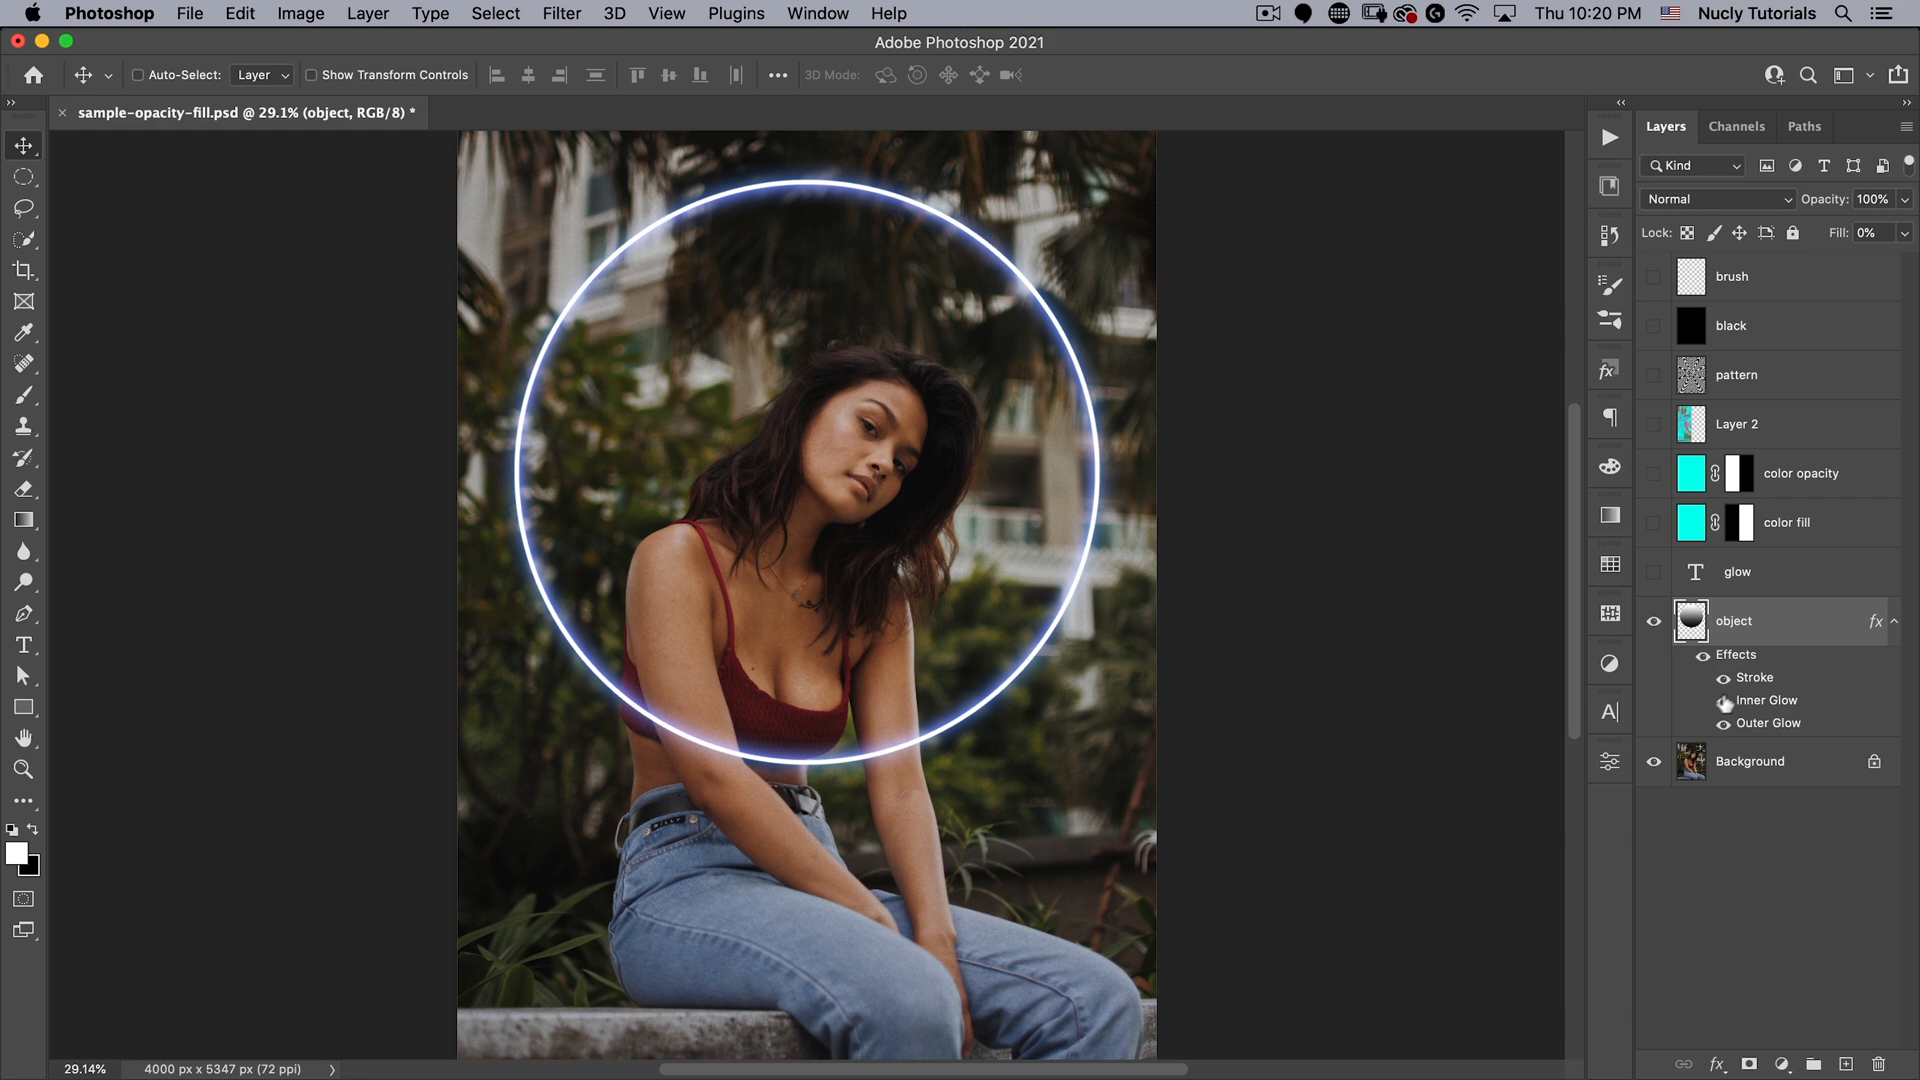 Photoshop File Edit Image Layer Type Select Filter 3D View Plugins Window Help Thu 10:20 PM Nucly Tutorials
Adobe Photoshop 2021
Auto-Select: Layer Show Transform Controls 3D Mode:
sample-opacity-fill.psd @ 29.1% (object, RGB/8) *
Layers Channels Paths
Kind
Normal Opacity: 100%
Lock: Fill: 0%
brush
black
pattern
Layer 2
color opacity
color fill
glow
object fx
Effects
Stroke
Inner Glow
Outer Glow
Background
29.14% 4000 px x 5347 px (72 ppi)